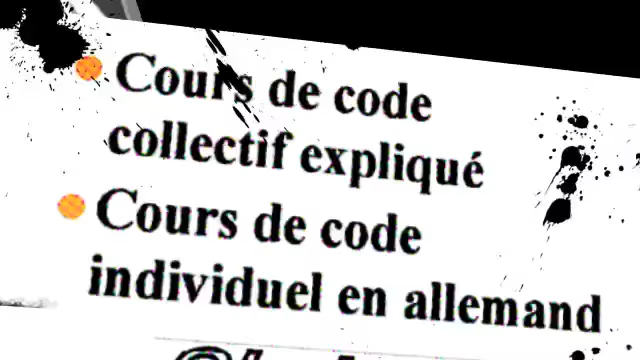 Cours de code
collectif expliqué
Cours de code
individuel en allemand